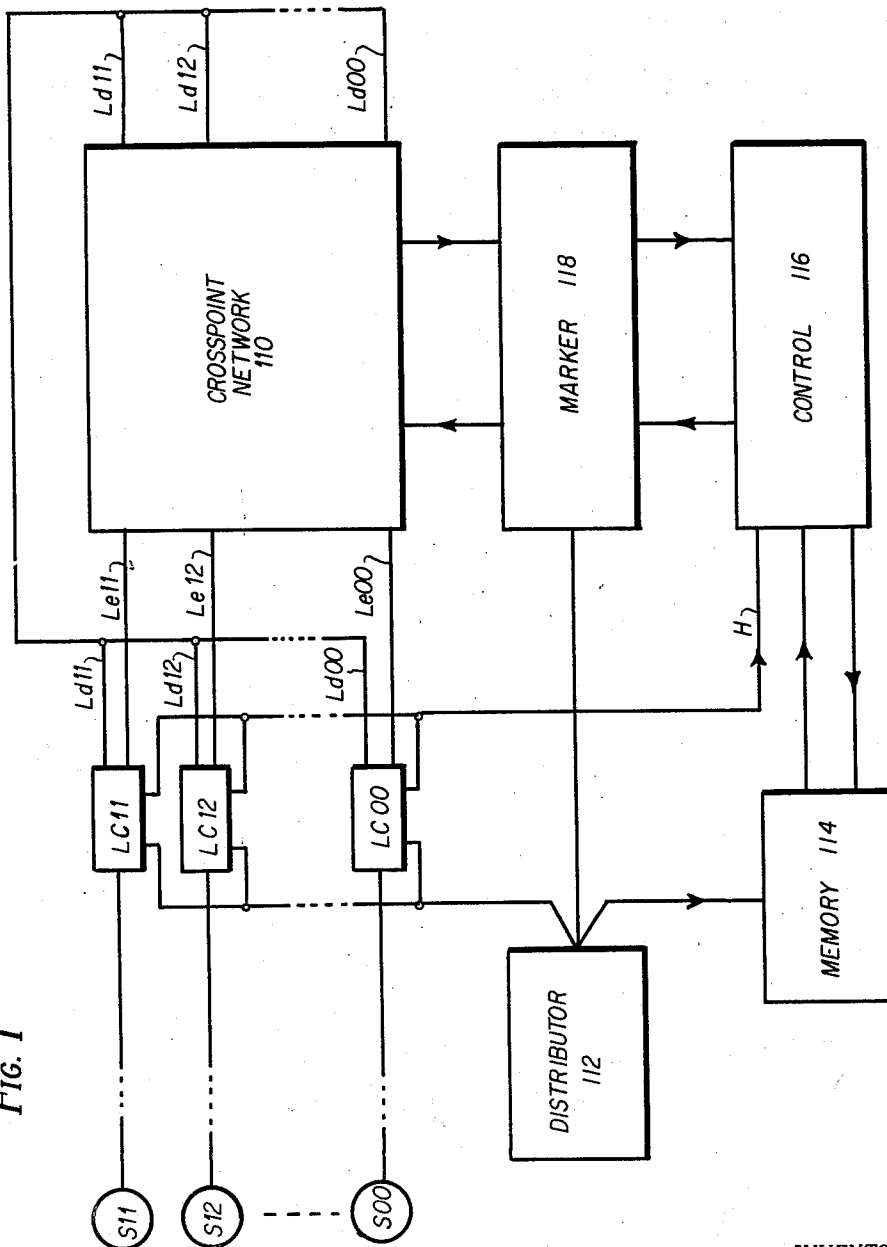 FIG. 1
S11
S12
S00
LC11
LC12
LC00
Ld11
Le11
Ld12
Le12
Ld00
Le00
H
Ld11
Ld12
Ld00
CROSSPOINT
NETWORK
110
MARKER 118
CONTROL 116
DISTRIBUTOR
112
MEMORY 114